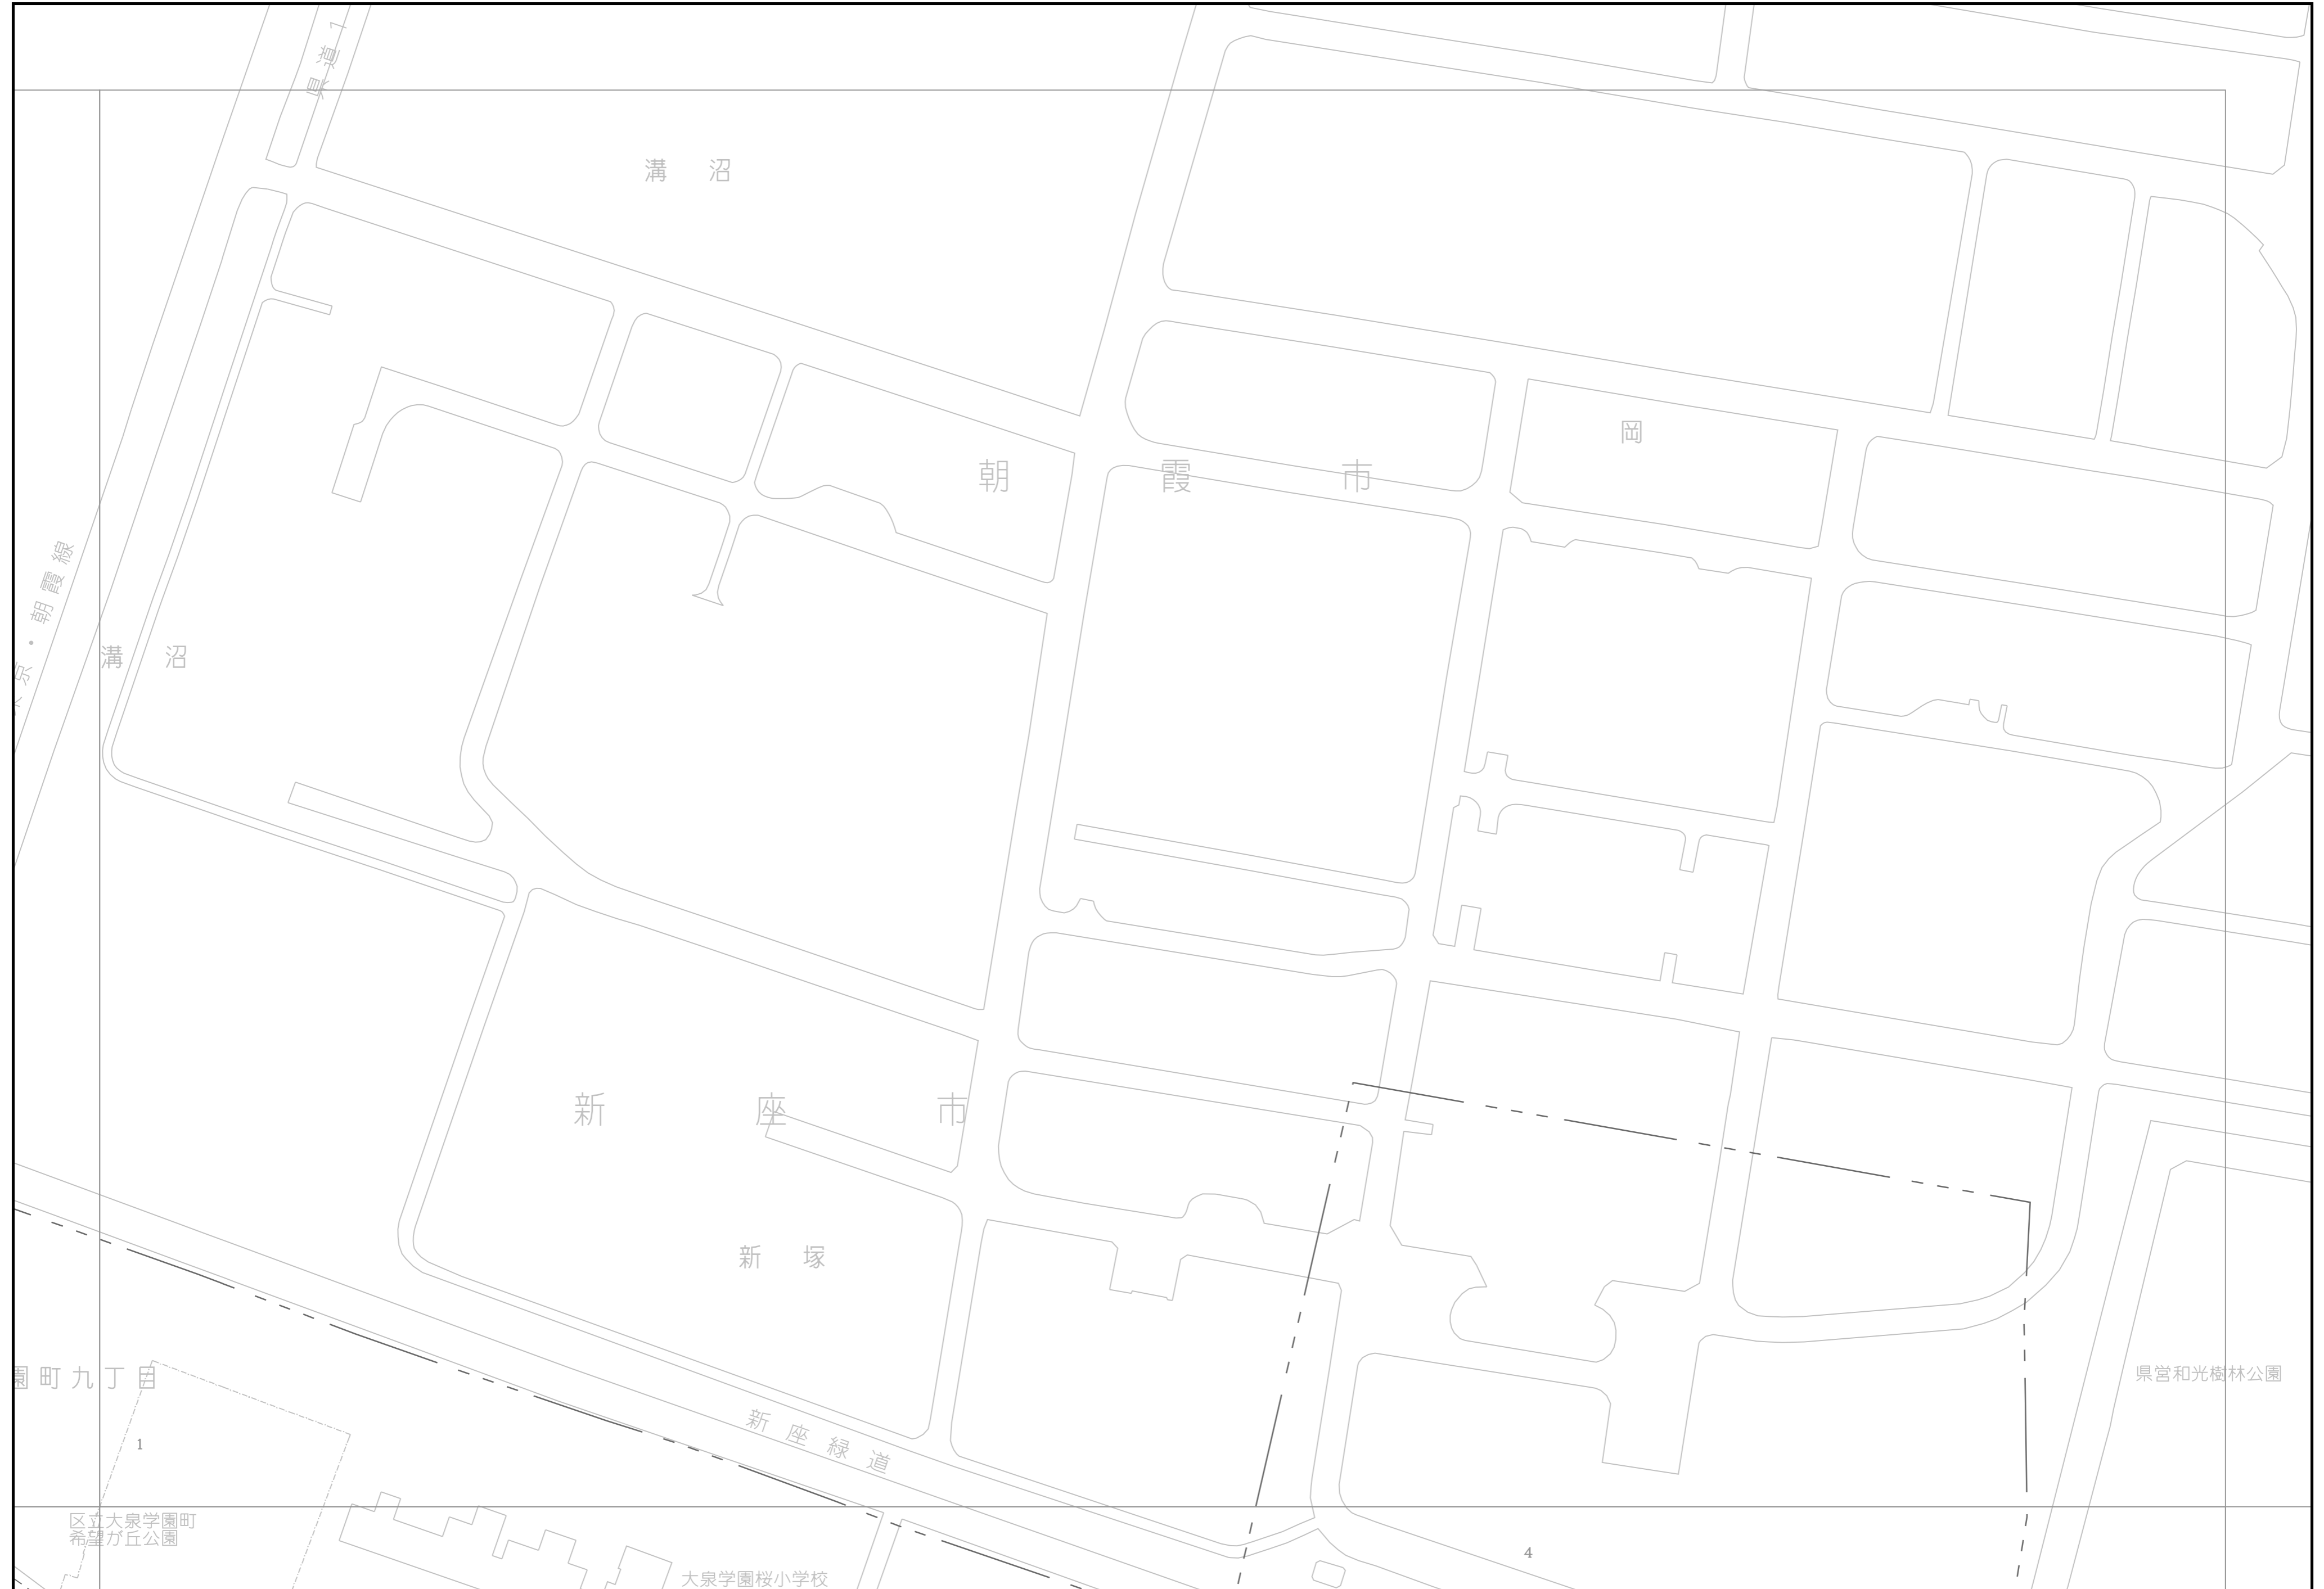 県道1
溝沼
岡
朝霞市
京・朝霞線
溝沼
新座市
新塚
園町九丁目
県営和光樹林公園
新座緑道
1
区立大泉学園町
希望が丘公園
4
大泉学園桜小学校